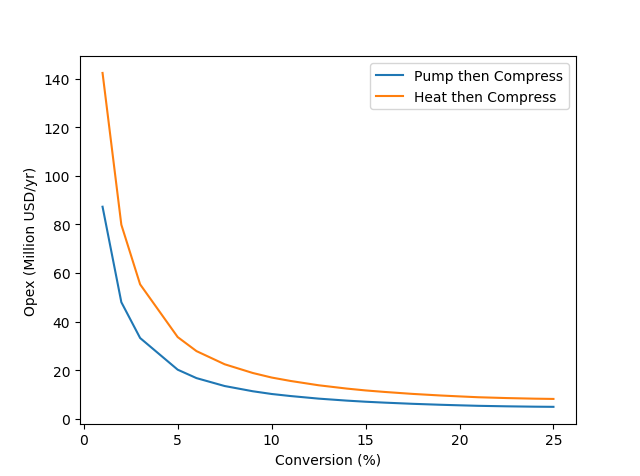 Pump then Compress
Heat then Compress
Opex (Million USD/yr)
140
120
100
80
60
40
20
0
0 5 10 15 20 25
Conversion (%)